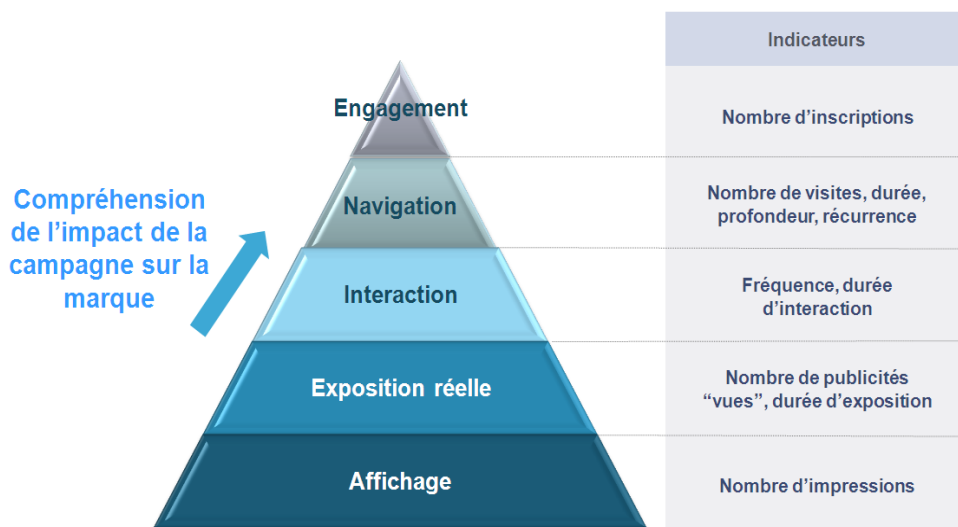 Indicateurs
Engagement
Nombre d’inscriptions
Navigation
Nombre de visites, durée,
profondeur, récurrence
Compréhension
de l’impact de la
campagne sur la
marque
Interaction
Fréquence, durée
d’interaction
Exposition réelle
Nombre de publicités
“vues”, durée d’exposition
Affichage
Nombre d’impressions